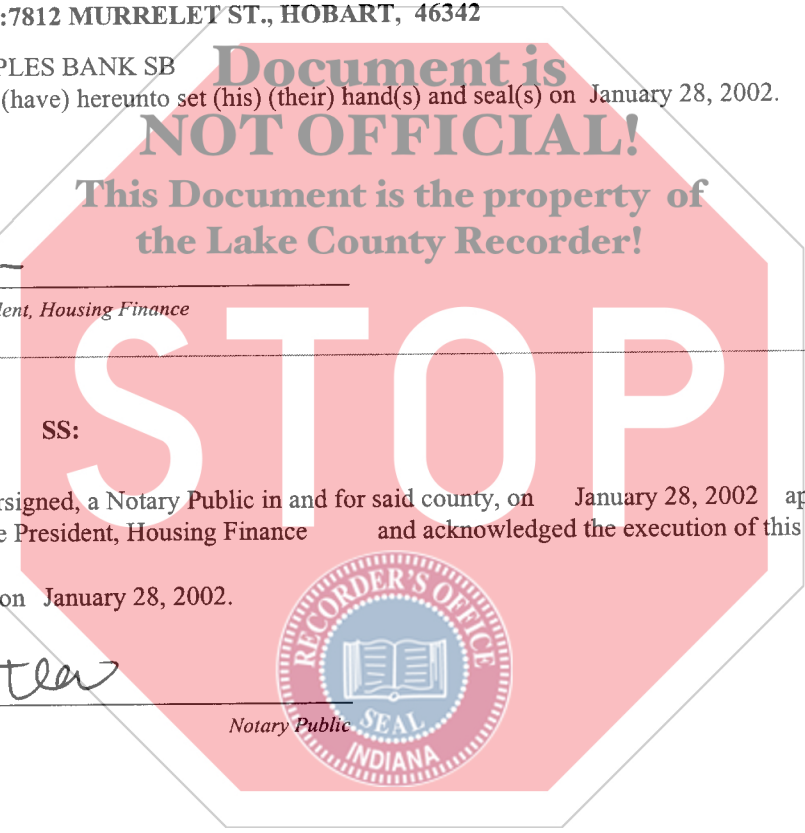 :7812 MURRELET ST., HOBART, 46342
PLES BANK SB
Document is
(have) hereunto set (his) (their) hand(s) and seal(s) on January 28, 2002.
NOT OFFICIAL!
This Document is the property of
the Lake County Recorder!
dent, Housing Finance
STOP
SS:
rsigned, a Notary Public in and for said county, on January 28, 2002 ap
e President, Housing Finance and acknowledged the execution of this
on January 28, 2002.
RECORDER'S OFFICE
tler
Notary Public
SEAL
INDIANA